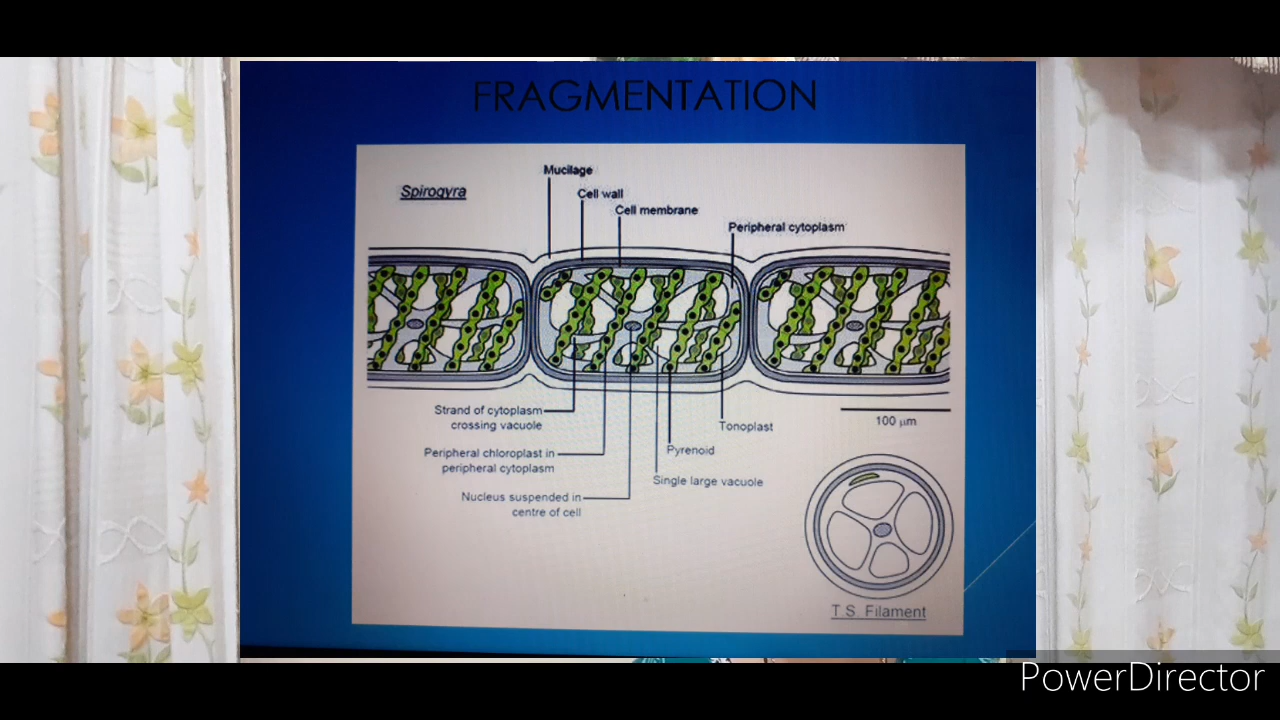 FRAGMENTATION
Spirogyra
Mucilage
Cell wall
Cell membrane
Peripheral cytoplasm
Strand of cytoplasm
crossing vacuole
Peripheral chloroplast in
peripheral cytoplasm
Nucleus suspended in
centre of cell
Single large vacuole
Pyrenoid
Tonoplast
100 µm
T.S. Filament
PowerDirector